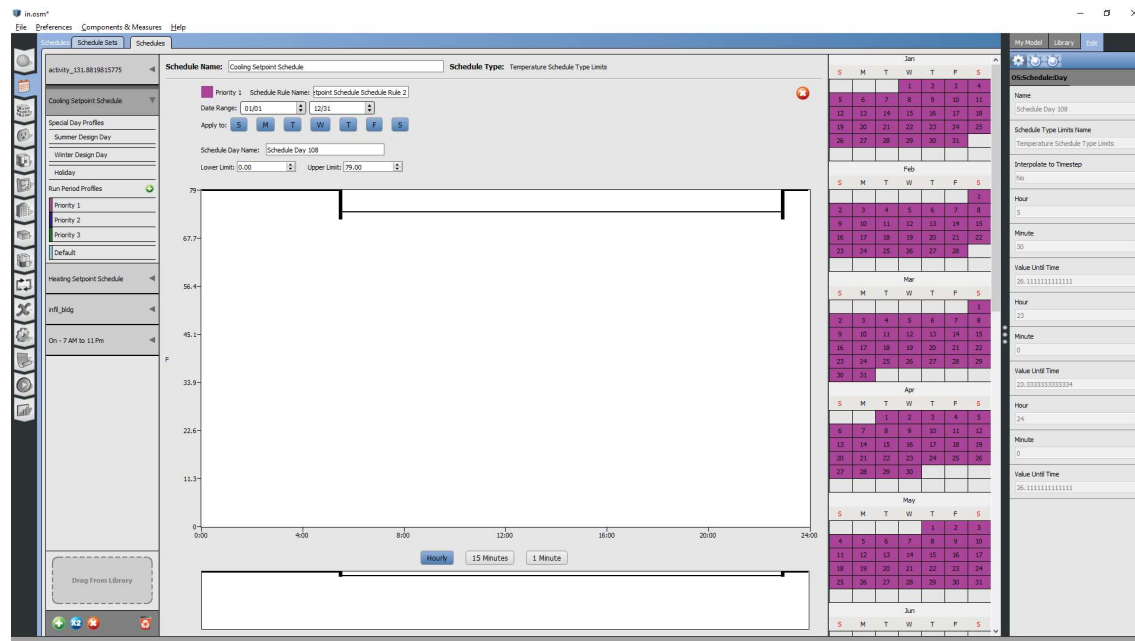 in.osm*
File Preferences Components & Measures Help
Schedules Schedule Sets Schedules
My Model Library Edit
activity_131.8819815775
Cooling Setpoint Schedule
Special Day Profiles
Summer Design Day
Winter Design Day
Holiday
Run Period Profiles
Priority 1
Priority 2
Priority 3
Default
Heating Setpoint Schedule
infil_bldg
On - 7 AM to 11 Pm
Drag From Library
X2
Schedule Name: Cooling Setpoint Schedule Schedule Type: Temperature Schedule Type Limits
Priority 1 Schedule Rule Name: :tpoint Schedule Schedule Rule 2
Date Range: 01/01 12/31
Apply to: S M T W T F S
Schedule Day Name: Schedule Day 108
Lower Limit: 0.00 Upper Limit: 79.00
79
67.7
56.4
45.1
F
33.9
22.6
11.3
0
0:00 4:00 8:00 12:00 16:00 20:00 24:00
Hourly 15 Minutes 1 Minute
Jan
S M T W T F S
1 2 3 4
5 6 7 8 9 10 11
12 13 14 15 16 17 18
19 20 21 22 23 24 25
26 27 28 29 30 31
Feb
S M T W T F S
1
2 3 4 5 6 7 8
9 10 11 12 13 14 15
16 17 18 19 20 21 22
23 24 25 26 27 28
Mar
S M T W T F S
1
2 3 4 5 6 7 8
9 10 11 12 13 14 15
16 17 18 19 20 21 22
23 24 25 26 27 28 29
30 31
Apr
S M T W T F S
1 2 3 4 5
6 7 8 9 10 11 12
13 14 15 16 17 18 19
20 21 22 23 24 25 26
27 28 29 30
May
S M T W T F S
1 2 3
4 5 6 7 8 9 10
11 12 13 14 15 16 17
18 19 20 21 22 23 24
25 26 27 28 29 30 31
Jun
S M T W T F S
OS:Schedule:Day
Name
Schedule Day 108
Schedule Type Limits Name
Temperature Schedule Type Limits
Interpolate to Timestep
No
Hour
5
Minute
30
Value Until Time
26.1111111111111
Hour
23
Minute
0
Value Until Time
23.3333333333334
Hour
24
Minute
0
Value Until Time
26.1111111111111